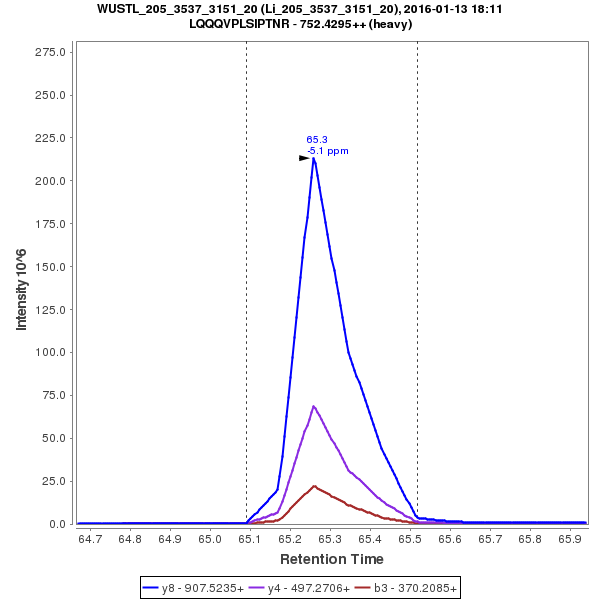 WUSTL_205_3537_3151_20 (Li_205_3537_3151_20), 2016-01-13 18:11
LQQQVPLSIPTNR - 752.4295++ (heavy)
275.0
250.0
225.0
200.0
175.0
150.0
125.0
100.0
75.0
50.0
25.0
0.0
Intensity 10^6
65.3
-5.1 ppm
64.7 64.8 64.9 65.0 65.1 65.2 65.3 65.4 65.5 65.6 65.7 65.8 65.9
Retention Time
y8 - 907.5235+ y4 - 497.2706+ b3 - 370.2085+